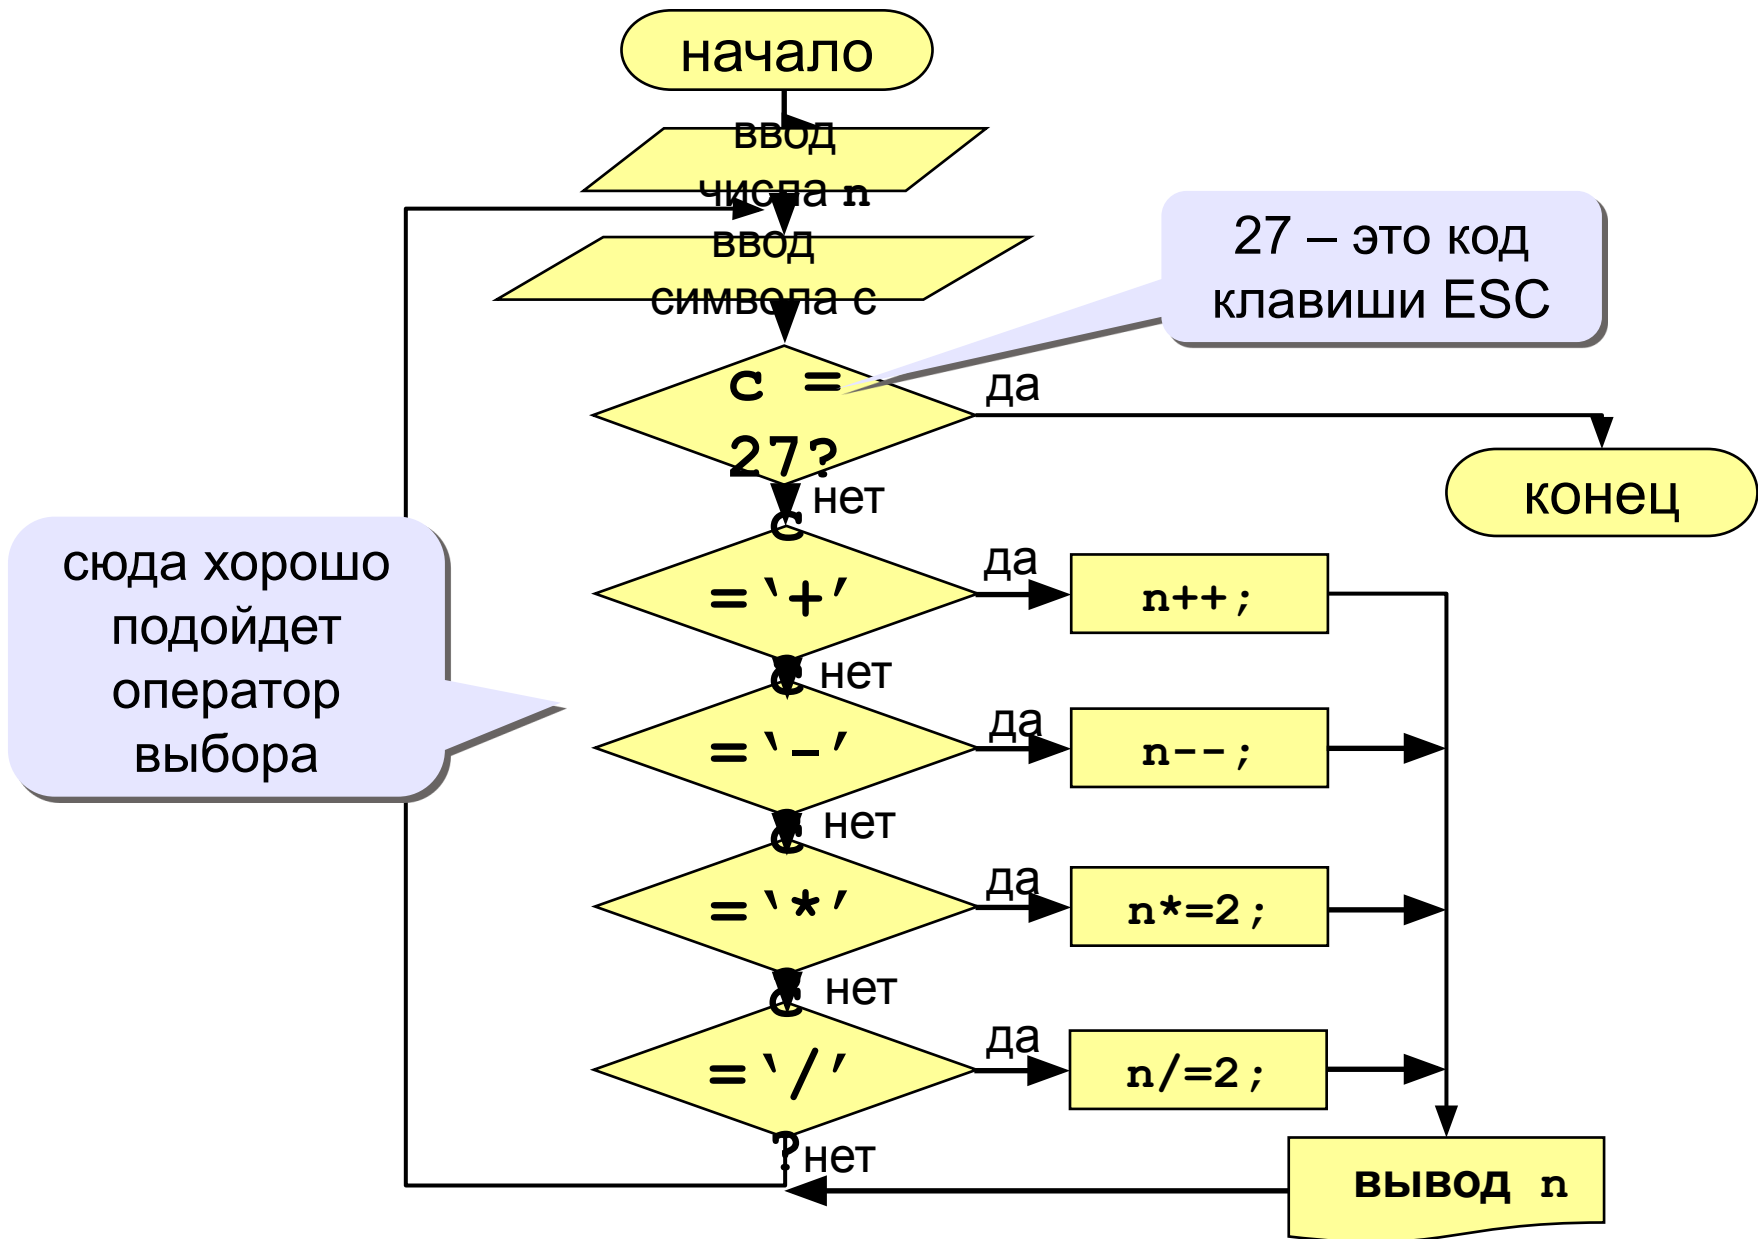 начало
ввод
числа n
ввод
символа с
27 – это код
клавиши ESC
c =
27?
да
конец
нет
сюда хорошо
подойдет
оператор
выбора
c
=‵+′
да
n++;
нет
c
=‵-′
да
n--;
нет
c
=‵*′
да
n*=2;
нет
c
=‵/′
?
да
n/=2;
нет
вывод n